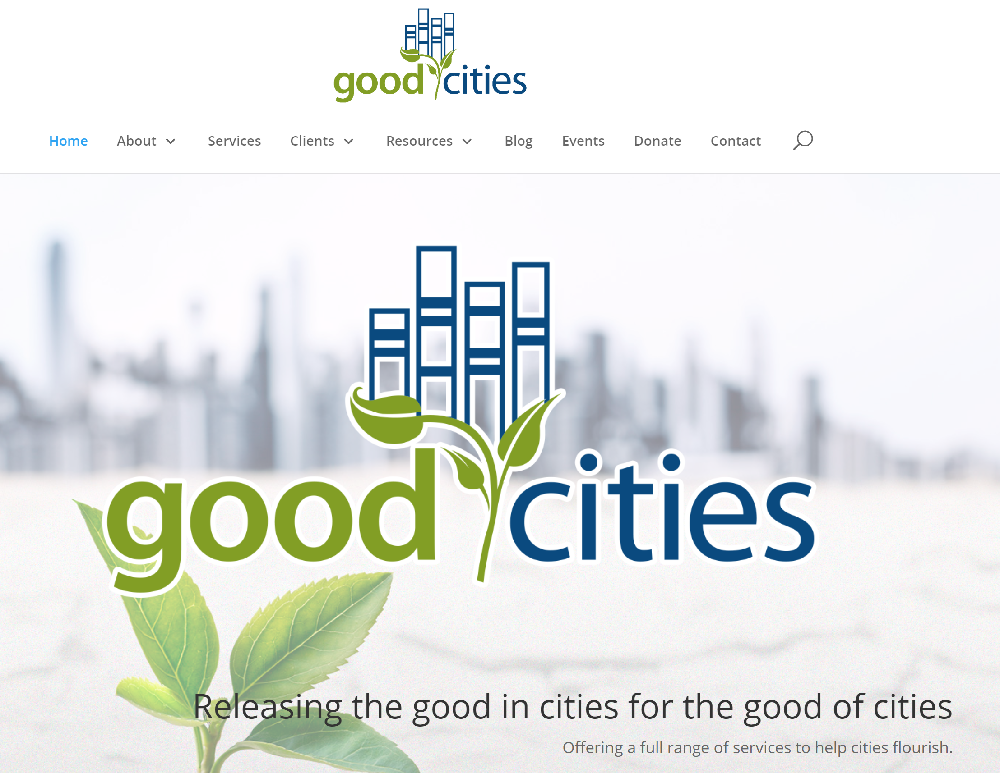 good cities
Home About Services Clients Resources Blog Events Donate Contact
good cities
Releasing the good in cities for the good of cities
Offering a full range of services to help cities flourish.